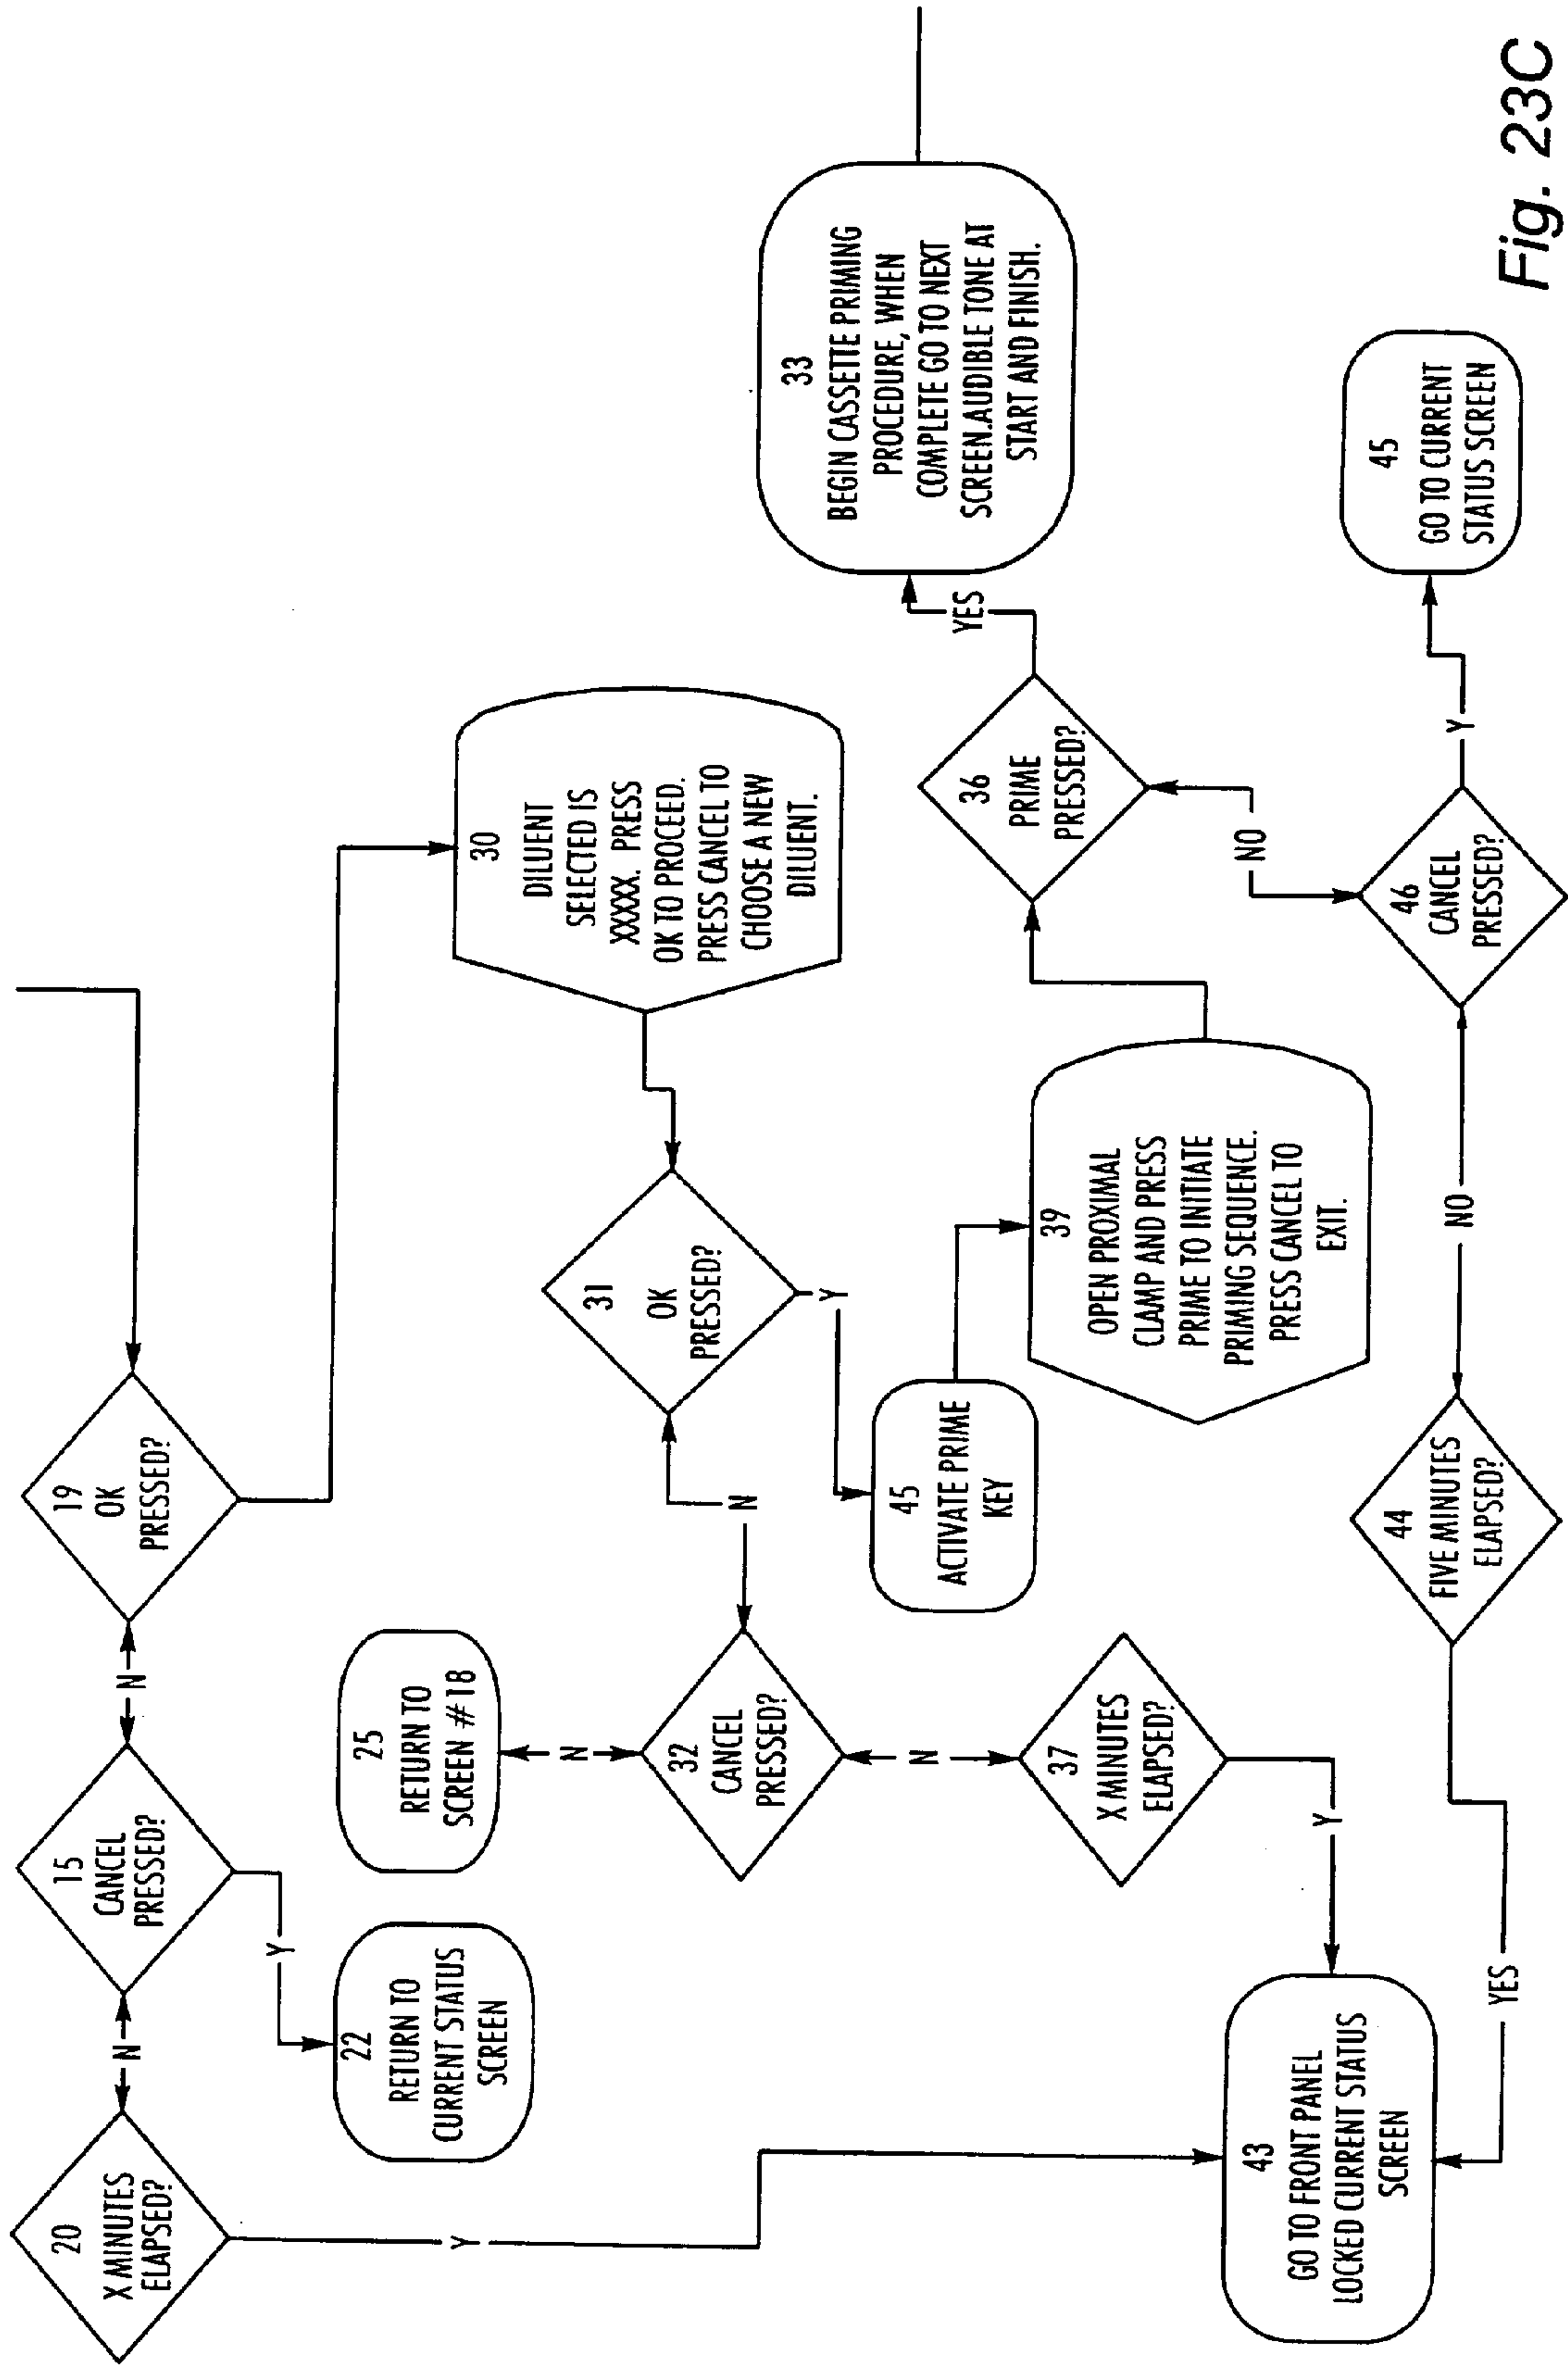 20
X MINUTES
ELAPSED?
N
15
CANCEL
PRESSED?
N
19
OK
PRESSED?
Y
22
RETURN TO
CURRENT STATUS
SCREEN
25
RETURN TO
SCREEN #18
30
DILUENT
SELECTED IS
XXXX. PRESS
OK TO PROCEED.
PRESS CANCEL TO
CHOOSE A NEW
DILUENT.
Y
N
32
CANCEL
PRESSED?
N
31
OK
PRESSED?
N
Y
37
X MINUTES
ELAPSED?
Y
45
ACTIVATE PRIME
KEY
39
OPEN PROXIMAL
CLAMP AND PRESS
PRIME TO INITIATE
PRIMING SEQUENCE.
PRESS CANCEL TO
EXIT.
36
PRIME
PRESSED?
YES
33
BEGIN CASSETTE PRIMING
PROCEDURE, WHEN
COMPLETE GO TO NEXT
SCREEN.AUDIBLE TONE AT
START AND FINISH.
NO
43
GO TO FRONT PANEL
LOCKED CURRENT STATUS
SCREEN
YES
44
FIVE MINUTES
ELAPSED?
NO
46
CANCEL
PRESSED?
Y
45
GO TO CURRENT
STATUS SCREEN
Fig. 23C